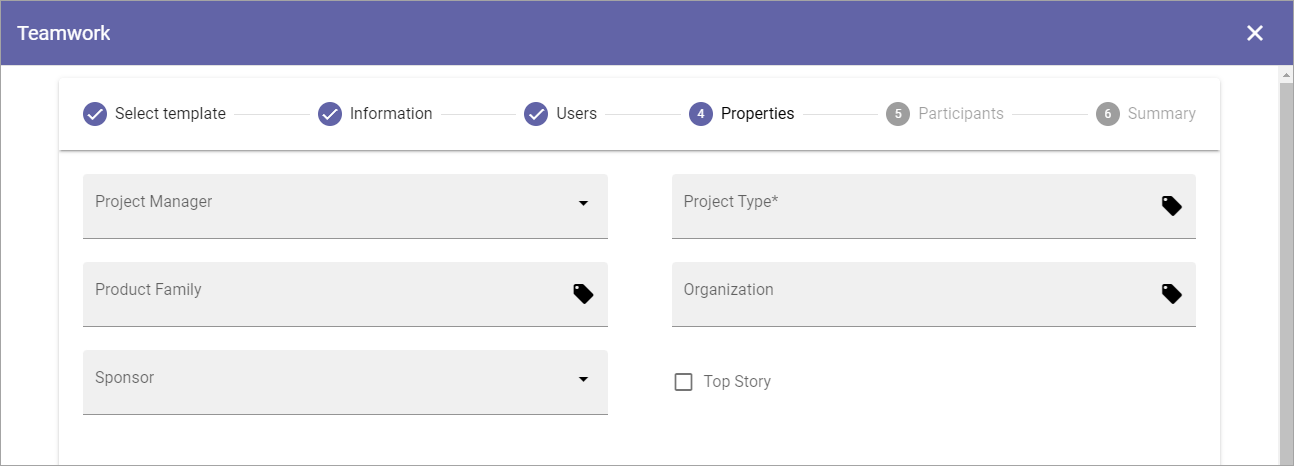 Teamwork
Select template Information Users 4 Properties 5 Participants 6 Summary
Project Manager Project Type*
Product Family Organization
Sponsor Top Story